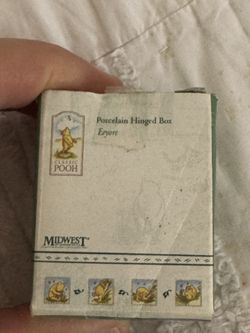 Porcelain Hinged Box
Eeyore
CLASSIC
POOH
MIDWEST